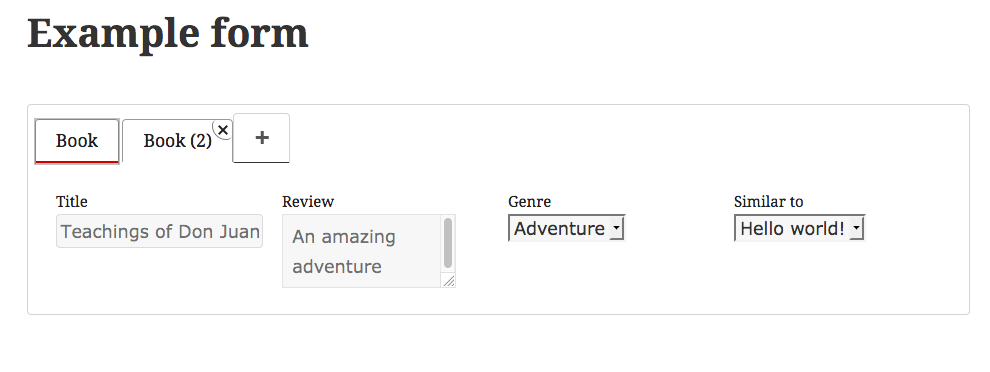 Example form
Book Book (2) × +
Title Review Genre Similar to
Teachings of Don Juan An amazing Adventure Hello world!
adventure